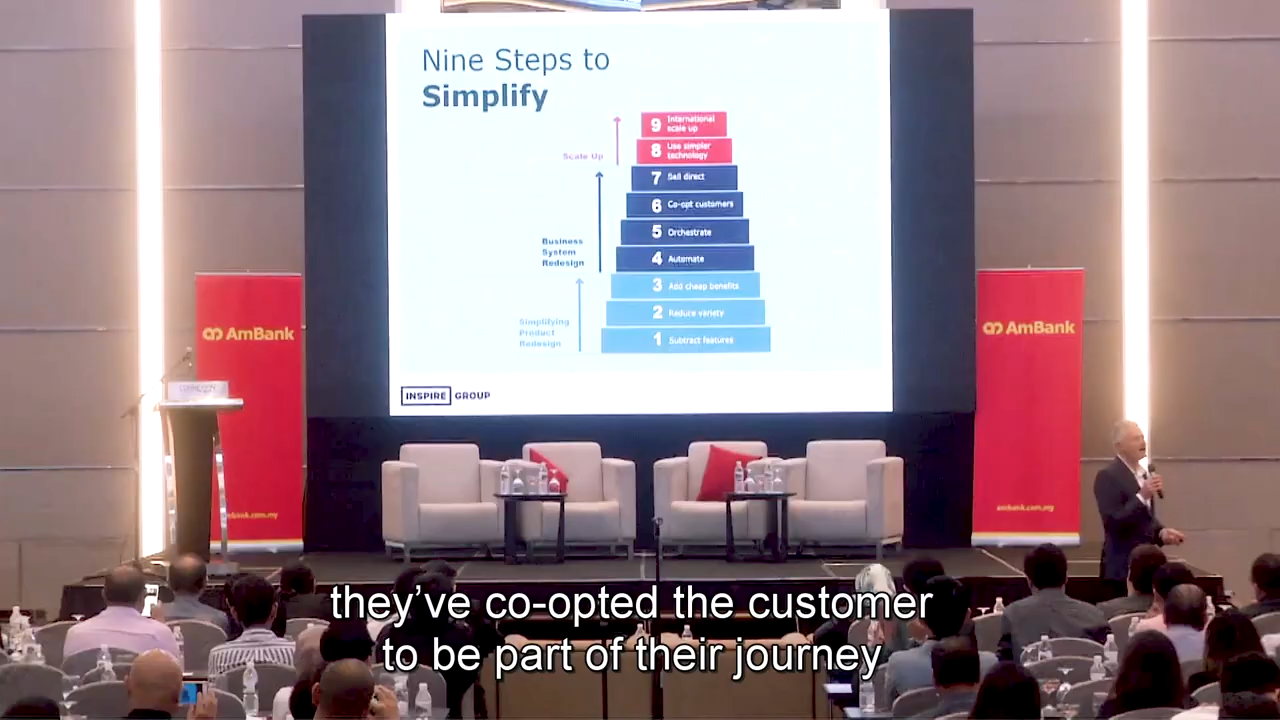 Nine Steps to
Simplify
9 International
scale up
8 Use simpler
technology
Scale Up
7 Sell direct
6 Co-opt customers
5 Orchestrate
Business
System
Redesign
4 Automate
3 Add cheap benefits
2 Reduce variety
Simplifying
Product
Redesign
1 Subtract features
INSPIRE GROUP
AmBank
AmBank
ambank.com.my
ambank.com.my
they’ve co-opted the customer
to be part of their journey